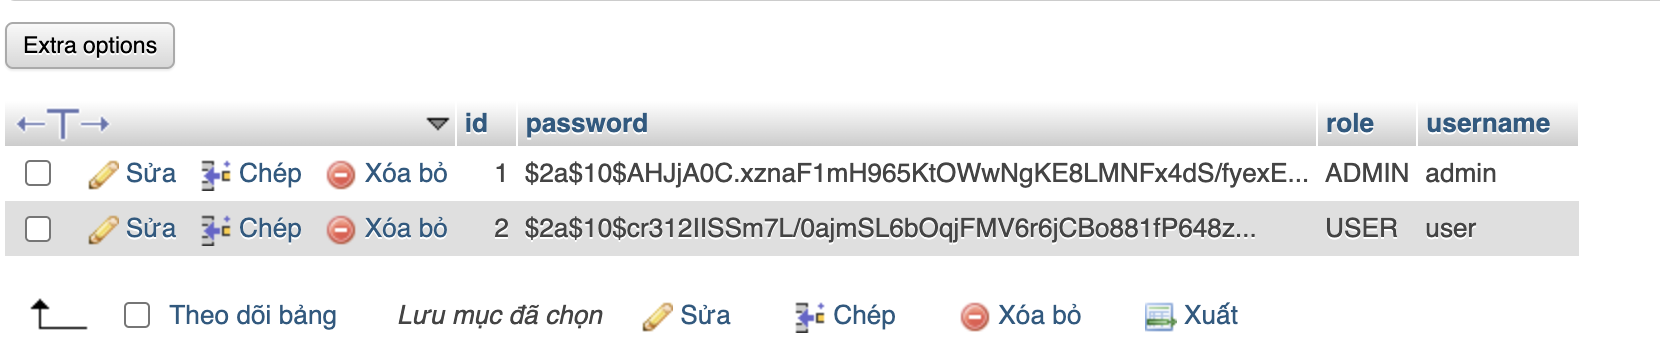 Extra options
id password role username
Sửa Chép Xóa bỏ 1 $2a$10$AHJjA0C.xznaF1mH965KtOWwNgKE8LMNFx4dS/fyexE... ADMIN admin
Sửa Chép Xóa bỏ 2 $2a$10$cr312IISSm7L/0ajmSL6bOqjFMV6r6jCBo881fP648z... USER user
Theo dõi bảng Lưu mục đã chọn Sửa Chép Xóa bỏ Xuất